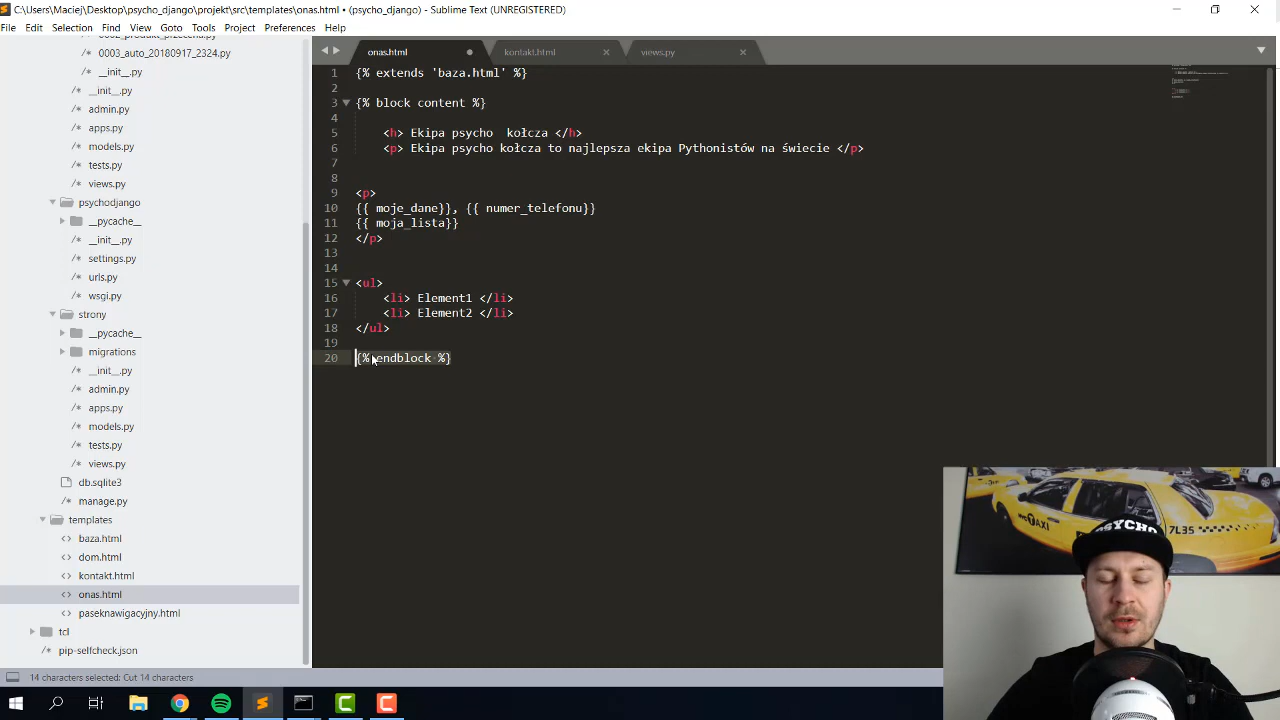 C:\Users\Maciej\Desktop\psycho_django\projekt\src\templates\onas.html • (psycho_django) - Sublime Text (UNREGISTERED)
File Edit Selection Find View Goto Tools Project Preferences Help
0003_auto_20180917_2324.py
__init__.py
__init__.py
admin.py
apps.py
models.py
tests.py
views.py
psychodjango
__pycache__
__init__.py
settings.py
urls.py
wsgi.py
strony
__pycache__
migrations
__init__.py
admin.py
apps.py
models.py
tests.py
views.py
db.sqlite3
manage.py
templates
baza.html
dom.html
kontakt.html
onas.html
paseknawigacyjny.html
tcl
pip-selfcheck.json
onas.html kontakt.html views.py
1 {% extends 'baza.html' %}
2
3 {% block content %}
4
5 <h> Ekipa psycho  kołcza </h>
6 <p> Ekipa psycho kołcza to najlepsza ekipa Pythonistów na świecie </p>
7
8
9 <p>
10 {{ moje_dane}}, {{ numer_telefonu}}
11 {{ moja_lista}}
12 </p>
13
14
15 <ul>
16 <li> Element1 </li>
17 <li> Element2 </li>
18 </ul>
19
20 {% endblock %}
14 characters selected; Cut 14 characters
PSYCHO
TAXI
7L35